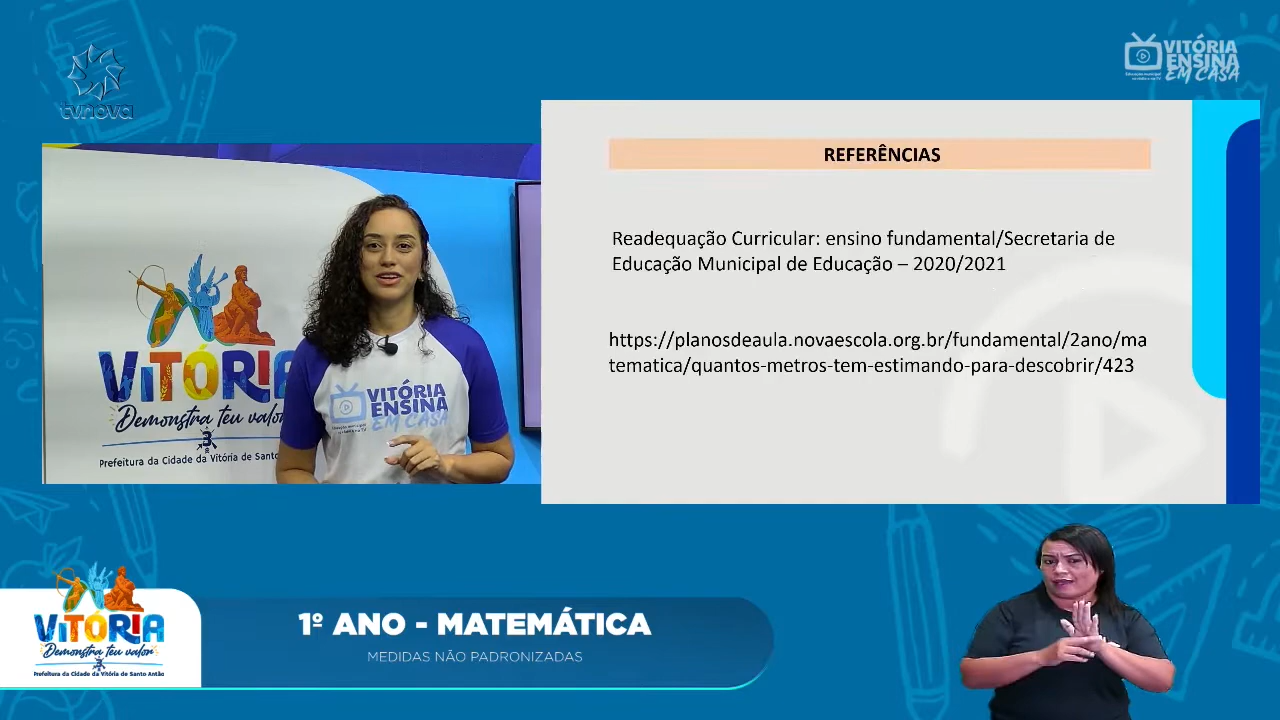 tvnova
VITÓRIA
ENSINA
EM CASA
REFERÊNCIAS
Readequação Curricular: ensino fundamental/Secretaria de
Educação Municipal de Educação – 2020/2021
https://planosdeaula.novaescola.org.br/fundamental/2ano/ma
tematica/quantos-metros-tem-estimando-para-descobrir/423
VITÓRIA
Demonstra teu valor
Prefeitura da Cidade da Vitória de Santo
VITÓRIA
ENSINA
EM CASA
1º ANO - MATEMÁTICA
MEDIDAS NÃO PADRONIZADAS
VITÓRIA
Demonstra teu valor
Prefeitura da Cidade da Vitória de Santo Antão